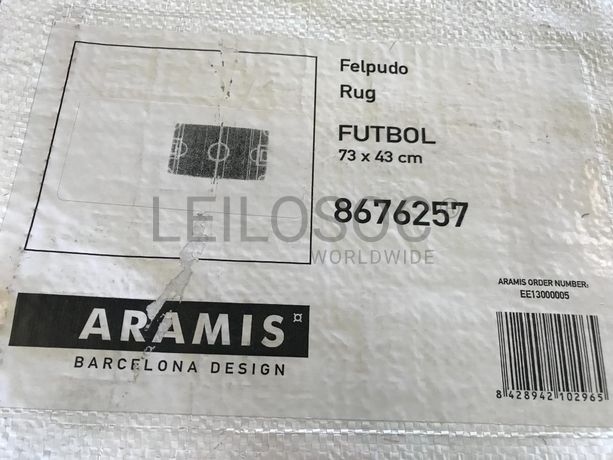 Felpudo
Rug
FUTBOL
73 x 43 cm
8676257
LEILOSOC
WORLDWIDE
ARAMIS ORDER NUMBER:
EE13000005
ARAMIS ¤
BARCELONA DESIGN
8 428942 102965